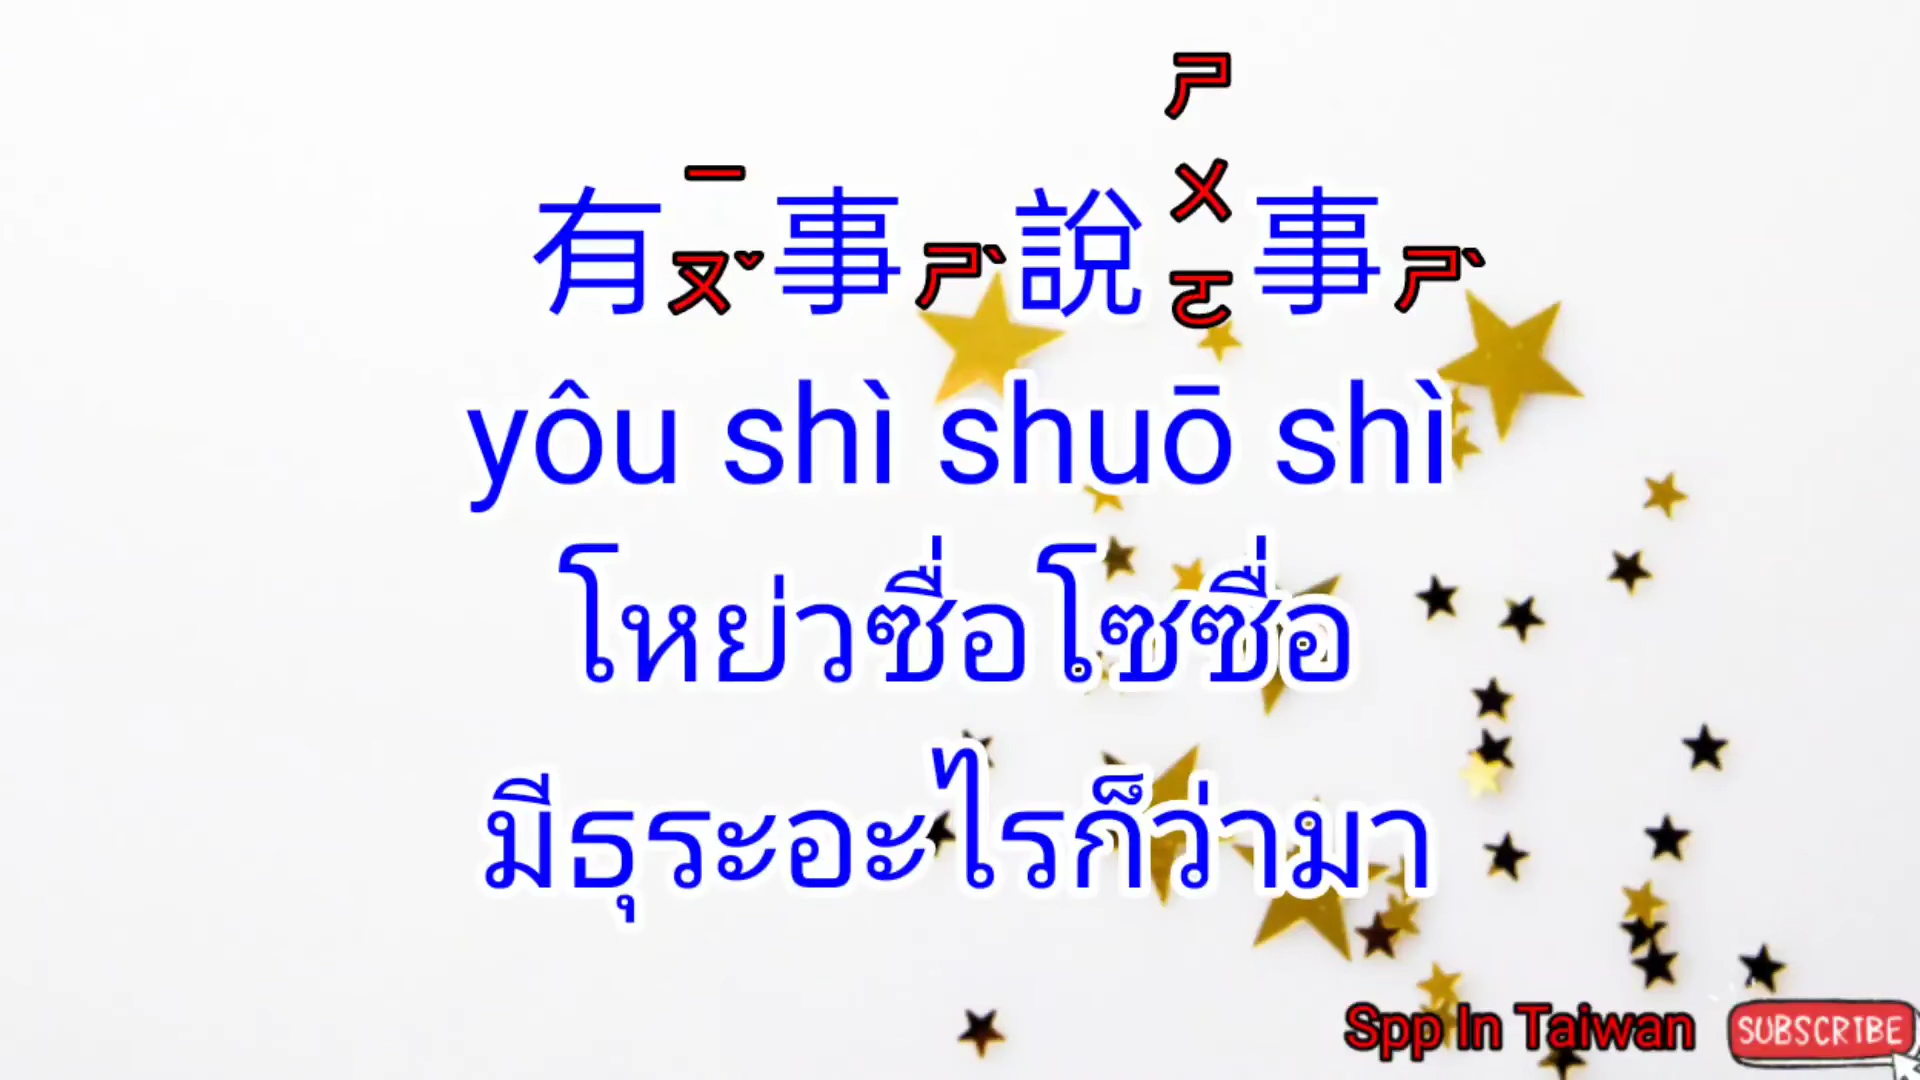 有ㄧㄡˇ事ㄕˋ說ㄕㄨㄛ事ㄕˋ
yôu shì shuō shì
โหย่วซื่อโซซื่อ
มีธุระอะไรก็ว่ามา
Spp In Taiwan
SUBSCRIBE